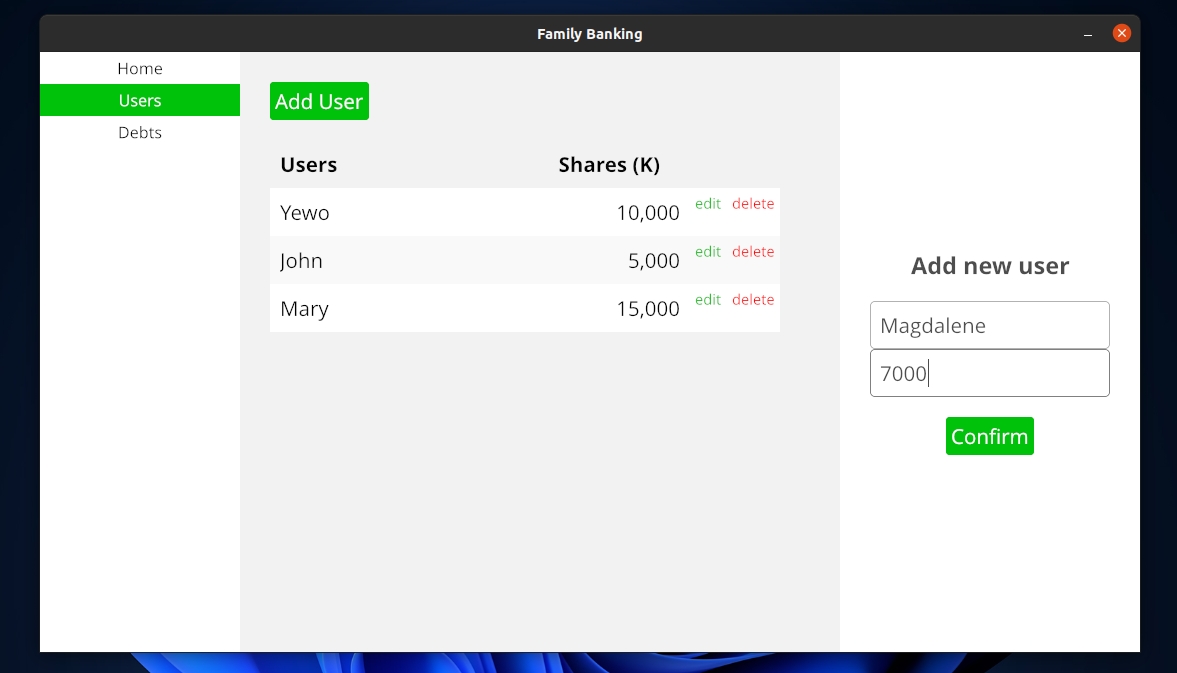 Family Banking
Home
Users
Debts
Add User
Users Shares (K)
Yewo 10,000 edit delete
John 5,000 edit delete
Mary 15,000 edit delete
Add new user
Magdalene
7000
Confirm